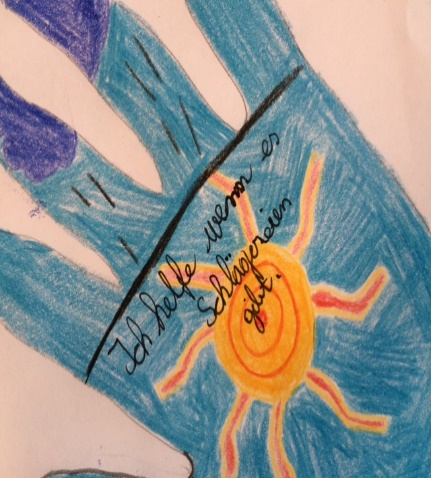 Ich helfe wenn es
Schlägereien
gibt.